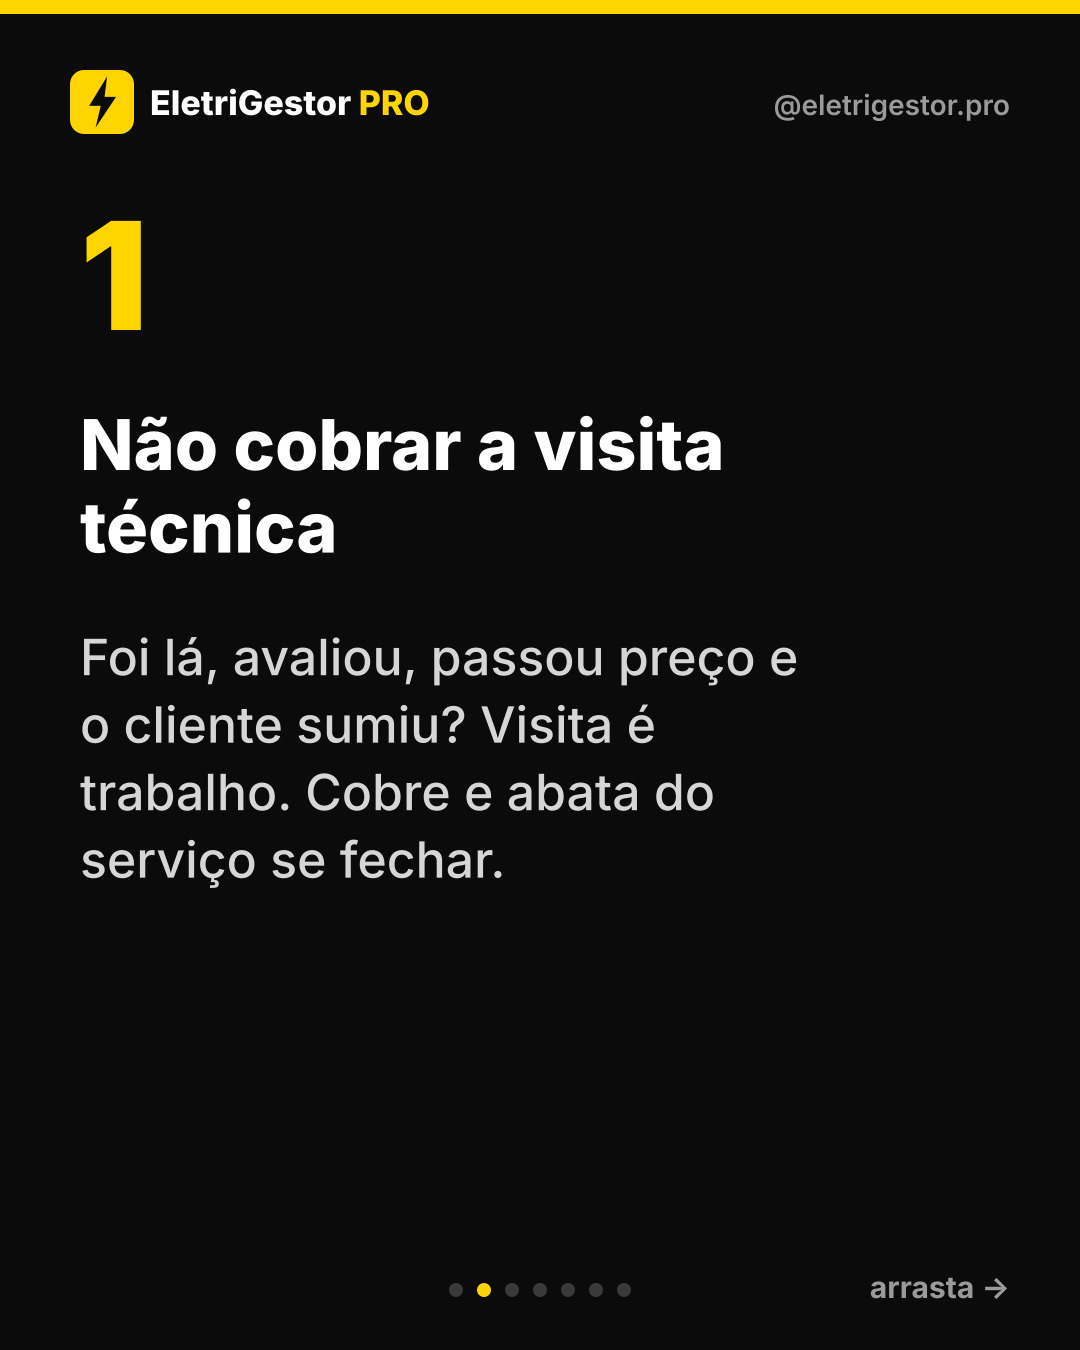 EletriGestor PRO
@eletrigestor.pro
1
Não cobrar a visita
técnica
Foi lá, avaliou, passou preço e
o cliente sumiu? Visita é
trabalho. Cobre e abata do
serviço se fechar.
arrasta →